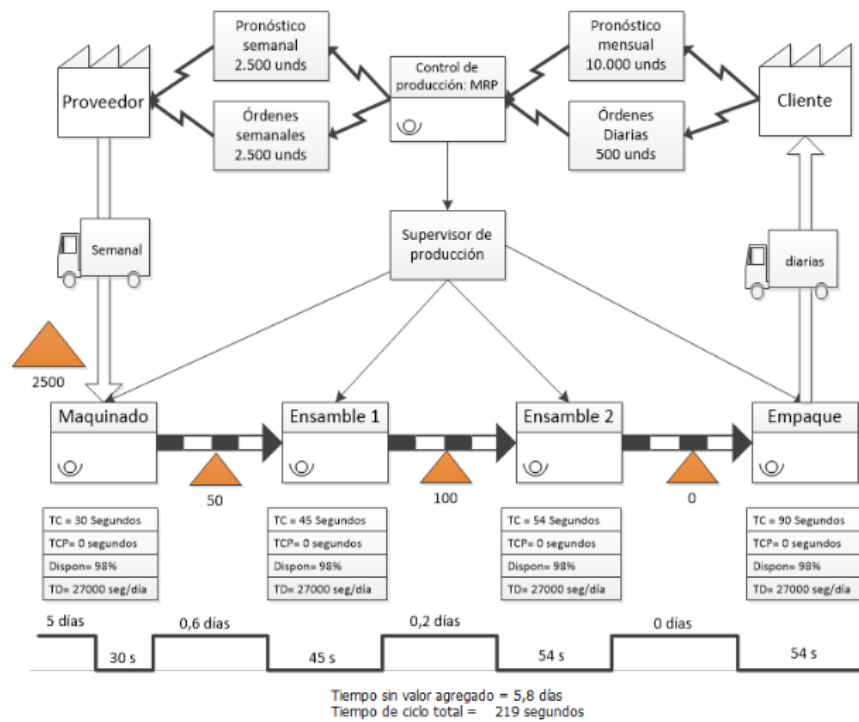 Pronóstico
semanal
2.500 unds
Control de
producción: MRP
Pronóstico
mensual
10.000 unds
Proveedor
Cliente
Órdenes
semanales
2.500 unds
Órdenes
Diarias
500 unds
Semanal
Supervisor de
producción
diarias
2500
Maquinado
Ensamble 1
Ensamble 2
Empaque
50
100
0
TC = 30 Segundos
TCP= 0 segundos
Dispon= 98%
TD= 27000 seg/día
TC = 45 Segundos
TCP= 0 segundos
Dispon= 98%
TD= 27000 seg/día
TC = 54 Segundos
TCP= 0 segundos
Dispon= 98%
TD= 27000 seg/día
TC = 90 Segundos
TCP= 0 segundos
Dispon= 98%
TD= 27000 seg/día
5 días
0,6 días
0,2 días
0 días
30 s
45 s
54 s
54 s
Tiempo sin valor agregado = 5,8 días
Tiempo de ciclo total = 219 segundos